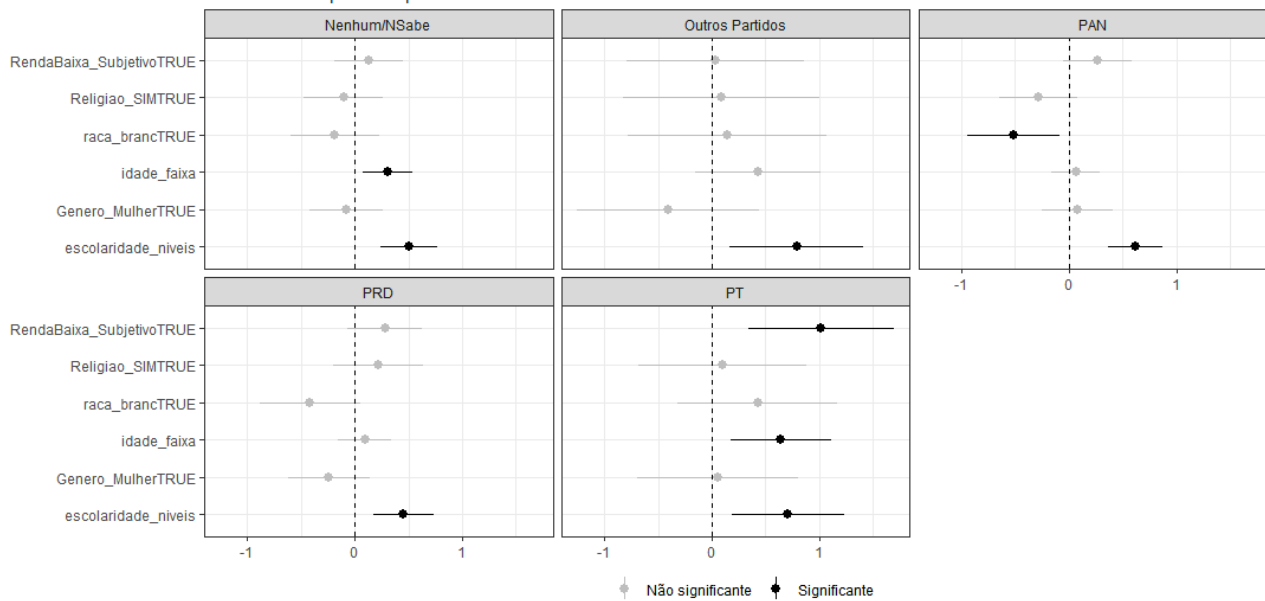 Nenhum/NSabe
Outros Partidos
PAN
RendaBaixa_SubjetivoTRUE
Religiao_SIMTRUE
raca_brancTRUE
idade_faixa
Genero_MulherTRUE
escolaridade_niveis
-1 0 1
PRD
PT
RendaBaixa_SubjetivoTRUE
Religiao_SIMTRUE
raca_brancTRUE
idade_faixa
Genero_MulherTRUE
escolaridade_niveis
-1 0 1
-1 0 1
Não significante
Significante